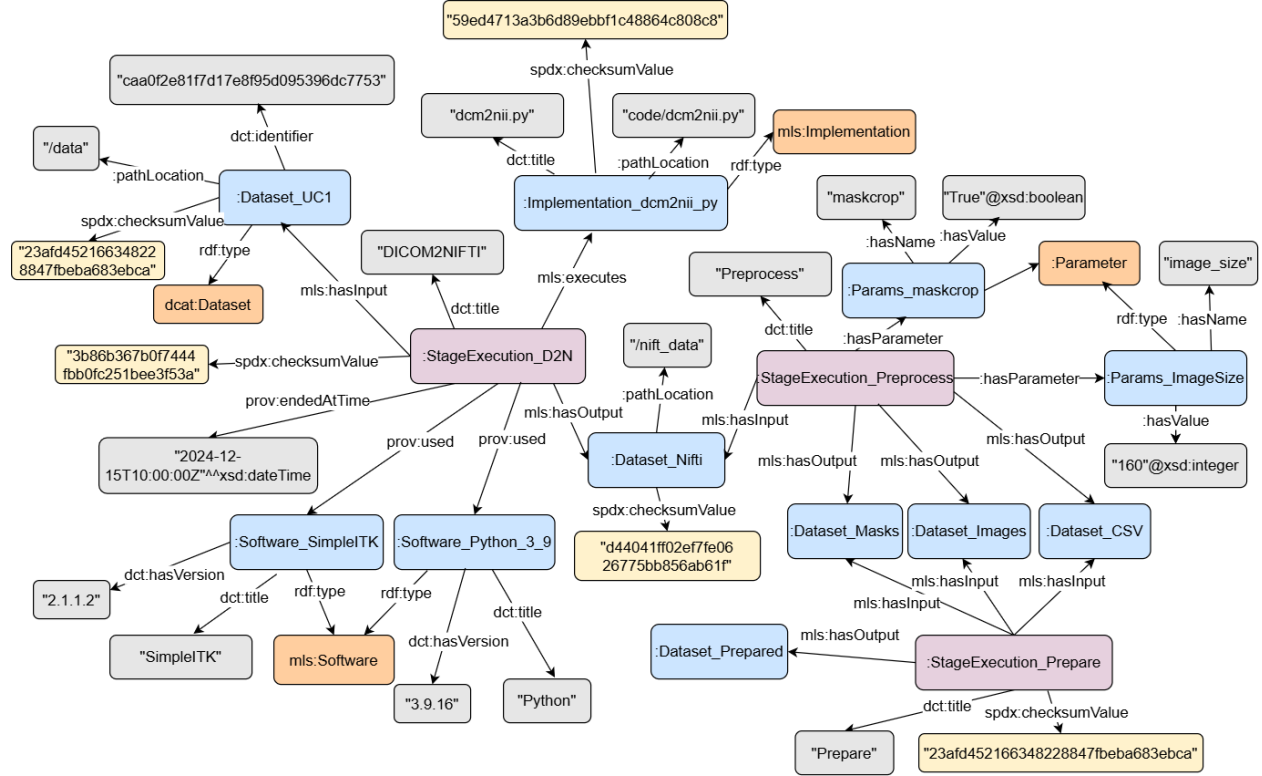 "59ed4713a3b6d89ebbf1c48864c808c8"
spdx:checksumValue
"caa0f2e81f7d17e8f95d095396dc7753"
dct:identifier
"/data"
:pathLocation
:Dataset_UC1
spdx:checksumValue
"23afd45216634822
8847fbeba683ebca"
rdf:type
dcat:Dataset
mls:hasInput
"dcm2nii.py"
dct:title
"code/dcm2nii.py"
:pathLocation
mls:Implementation
rdf:type
:Implementation_dcm2nii_py
mls:executes
"DICOM2NIFTI"
dct:title
:StageExecution_D2N
spdx:checksumValue
"3b86b367b0f7444
fbb0fc251bee3f53a"
prov:endedAtTime
"2024-12-
15T10:00:00Z"^^xsd:dateTime
prov:used
prov:used
mls:hasOutput
"/nift_data"
:pathLocation
:Dataset_Nifti
mls:hasInput
spdx:checksumValue
"d44041ff02ef7fe06
26775bb856ab61f"
:Software_SimpleITK
dct:hasVersion
"2.1.1.2"
dct:title
"SimpleITK"
rdf:type
mls:Software
:Software_Python_3_9
rdf:type
dct:hasVersion
"3.9.16"
dct:title
"Python"
"maskcrop"
:hasName
"True"@xsd:boolean
:hasValue
:Params_maskcrop
:Parameter
"image_size"
:hasName
rdf:type
"Preprocess"
dct:title
:hasParameter
:StageExecution_Preprocess
:hasParameter
:Params_ImageSize
:hasValue
"160"@xsd:integer
mls:hasOutput
mls:hasOutput
mls:hasOutput
:Dataset_Masks
:Dataset_Images
:Dataset_CSV
mls:hasInput
mls:hasInput
mls:hasInput
mls:hasOutput
:Dataset_Prepared
:StageExecution_Prepare
dct:title
"Prepare"
spdx:checksumValue
"23afd452166348228847fbeba683ebca"